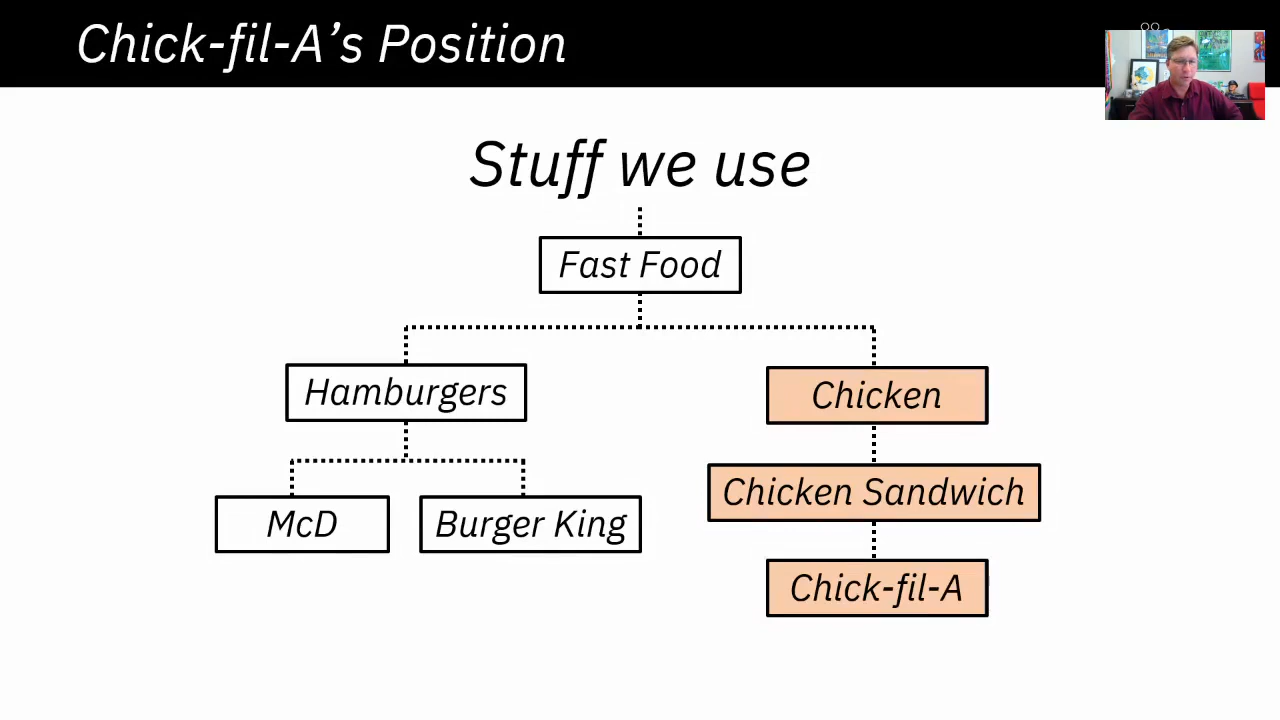 Chick-fil-A’s Position
Stuff we use
Fast Food
Hamburgers
Chicken
McD
Burger King
Chicken Sandwich
Chick-fil-A